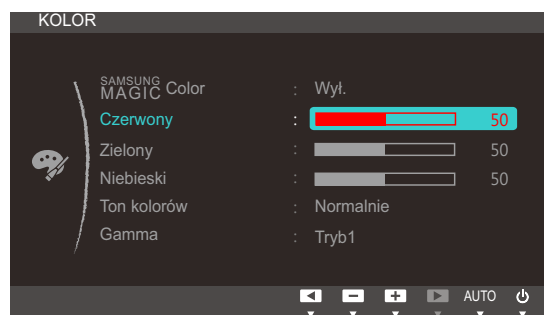 KOLOR
SAMSUNG MAGIC Color : Wył.
Czerwony : 50
Zielony : 50
Niebieski : 50
Ton kolorów : Normalnie
Gamma : Tryb1
AUTO